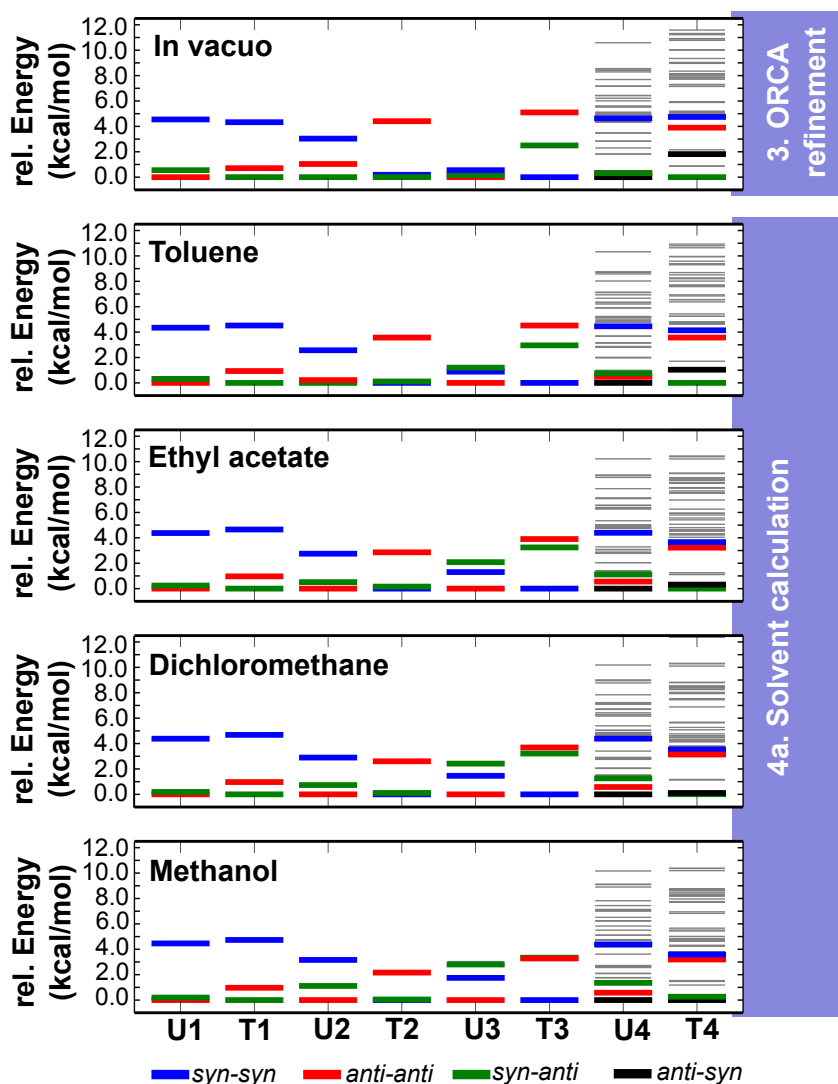 In vacuo
rel. Energy
(kcal/mol)
12.0
10.0
8.0
6.0
4.0
2.0
0.0
3. ORCA
refinement
Toluene
rel. Energy
(kcal/mol)
12.0
10.0
8.0
6.0
4.0
2.0
0.0
Ethyl acetate
rel. Energy
(kcal/mol)
12.0
10.0
8.0
6.0
4.0
2.0
0.0
Dichloromethane
rel. Energy
(kcal/mol)
12.0
10.0
8.0
6.0
4.0
2.0
0.0
Methanol
rel. Energy
(kcal/mol)
12.0
10.0
8.0
6.0
4.0
2.0
0.0
4a. Solvent calculation
U1 T1 U2 T2 U3 T3 U4 T4
syn-syn anti-anti syn-anti anti-syn